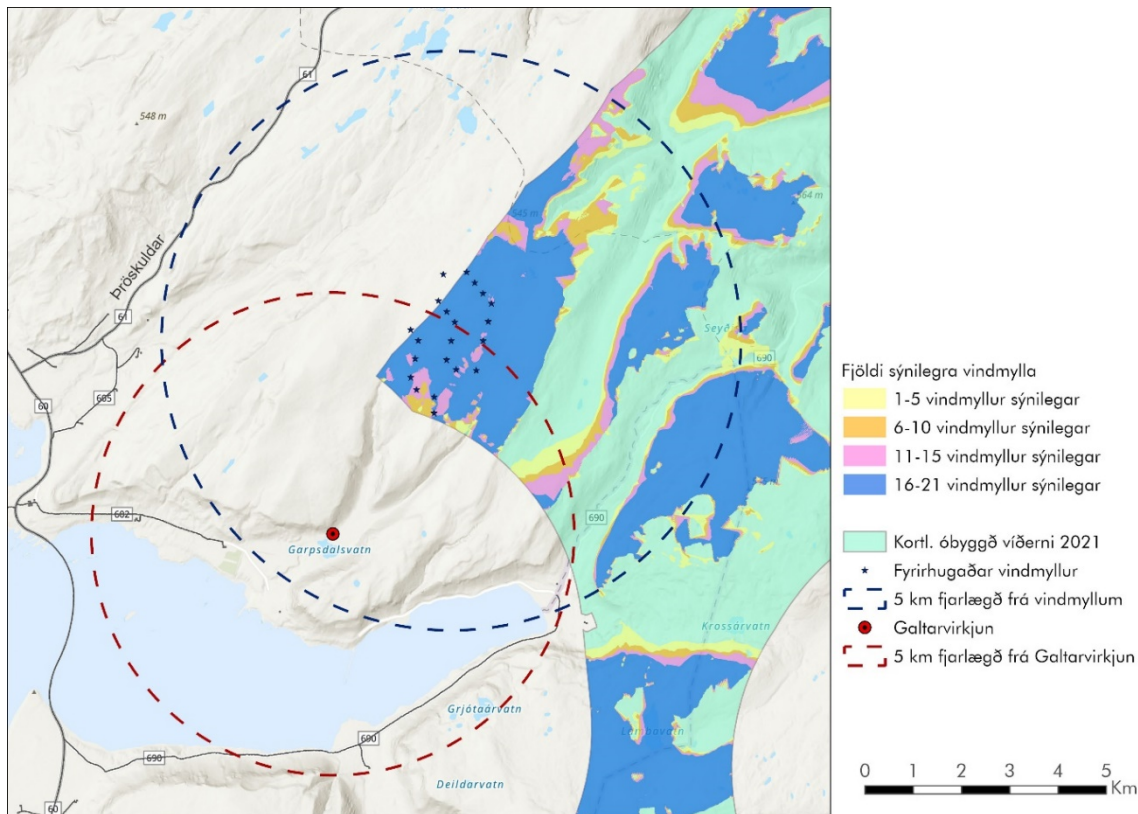 61
548 m
Þröskuldar
545 m
564 m
61
690
60
605
602
Garpsdalsvatn
690
Krossárvatn
Grjótaárvatn
690
690
Deildarvatn
60
Fjöldi sýnilegra vindmylla
1-5 vindmyllur sýnilegar
6-10 vindmyllur sýnilegar
11-15 vindmyllur sýnilegar
16-21 vindmyllur sýnilegar
Kortl. óbyggð víðerni 2021
Fyrirhugaðar vindmyllur
5 km fjarlægð frá vindmyllum
Galtarvirkjun
5 km fjarlægð frá Galtarvirkjun
0 1 2 3 4 5
Km